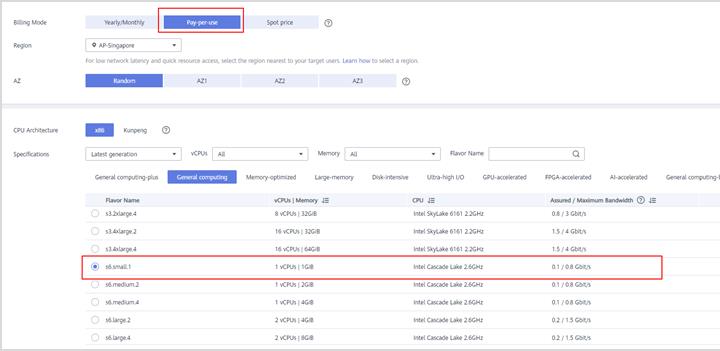 Billing Mode Yearly/Monthly Pay-per-use Spot price
Region AP-Singapore
For low network latency and quick resource access, select the region nearest to your target users. Learn how to select a region.
AZ Random AZ1 AZ2 AZ3
CPU Architecture x86 Kunpeng
Specifications Latest generation vCPUs All Memory All Flavor Name
General computing-plus General computing Memory-optimized Large-memory Disk-intensive Ultra-high I/O GPU-accelerated FPGA-accelerated AI-accelerated General computing-l
Flavor Name vCPUs | Memory CPU Assured / Maximum Bandwidth
s3.2xlarge.4 8 vCPUs | 32GiB Intel SkyLake 6161 2.2GHz 0.8 / 3 Gbit/s
s3.4xlarge.2 16 vCPUs | 32GiB Intel SkyLake 6161 2.2GHz 1.5 / 4 Gbit/s
s3.4xlarge.4 16 vCPUs | 64GiB Intel SkyLake 6161 2.2GHz 1.5 / 4 Gbit/s
s6.small.1 1 vCPUs | 1GiB Intel Cascade Lake 2.6GHz 0.1 / 0.8 Gbit/s
s6.medium.2 1 vCPUs | 2GiB Intel Cascade Lake 2.6GHz 0.1 / 0.8 Gbit/s
s6.medium.4 1 vCPUs | 4GiB Intel Cascade Lake 2.6GHz 0.1 / 0.8 Gbit/s
s6.large.2 2 vCPUs | 4GiB Intel Cascade Lake 2.6GHz 0.2 / 1.5 Gbit/s
s6.large.4 2 vCPUs | 8GiB Intel Cascade Lake 2.6GHz 0.2 / 1.5 Gbit/s